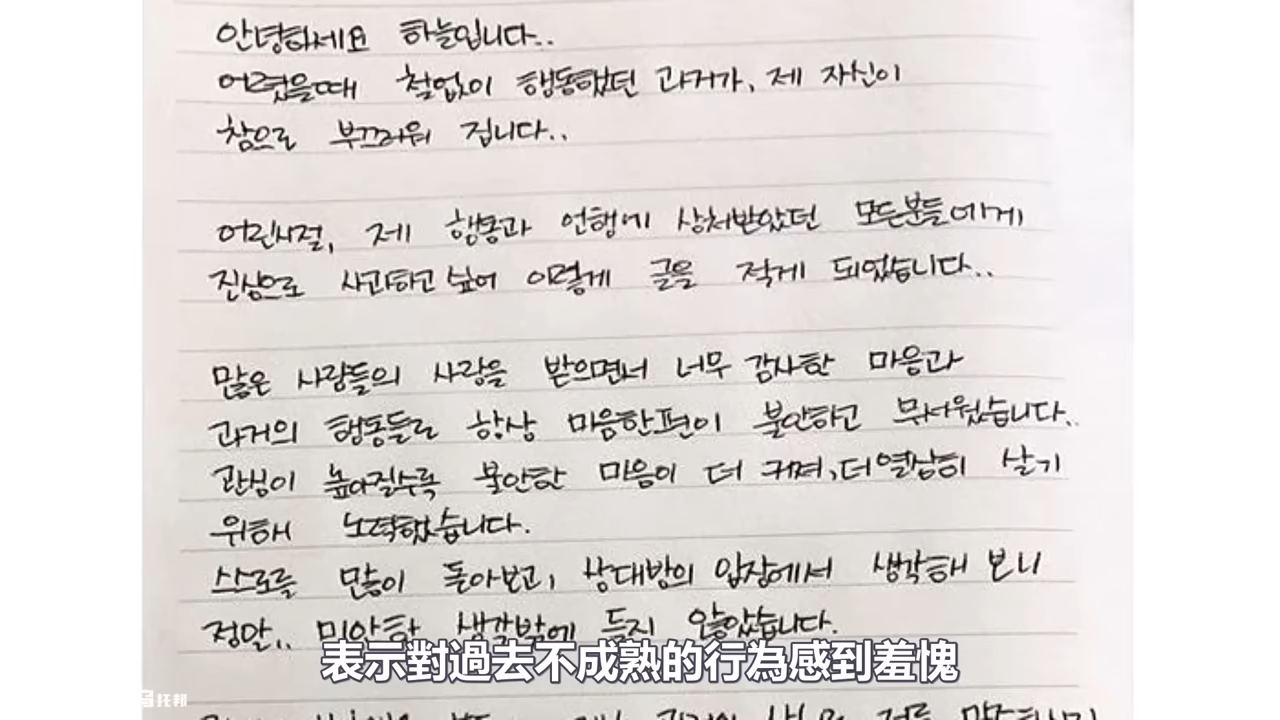 안녕하세요 하늘입니다..
어렸을때 철없이 행동했던 과거가, 제 자신이
참으로 부끄러워 집니다..
어린시절, 제 행동과 언행에 상처받았던 모든분들에게
진심으로 사과하고 싶어 이렇게 글을 적게 되었습니다..
많은 사람들의 사랑을 받으면서 너무 감사한 마음과
과거의 행동들로 항상 마음한편이 불안하고 무서웠습니다..
관심이 높아질수록 불안한 마음이 더 커져, 더 열심히 살기
위해 노력했습니다.
스스로를 많이 돌아보고, 상대방의 입장에서 생각해 보니
정말.. 미안한 생각밖에 들지 않았습니다.
表示對過去不成熟的行為感到羞愧
托邦